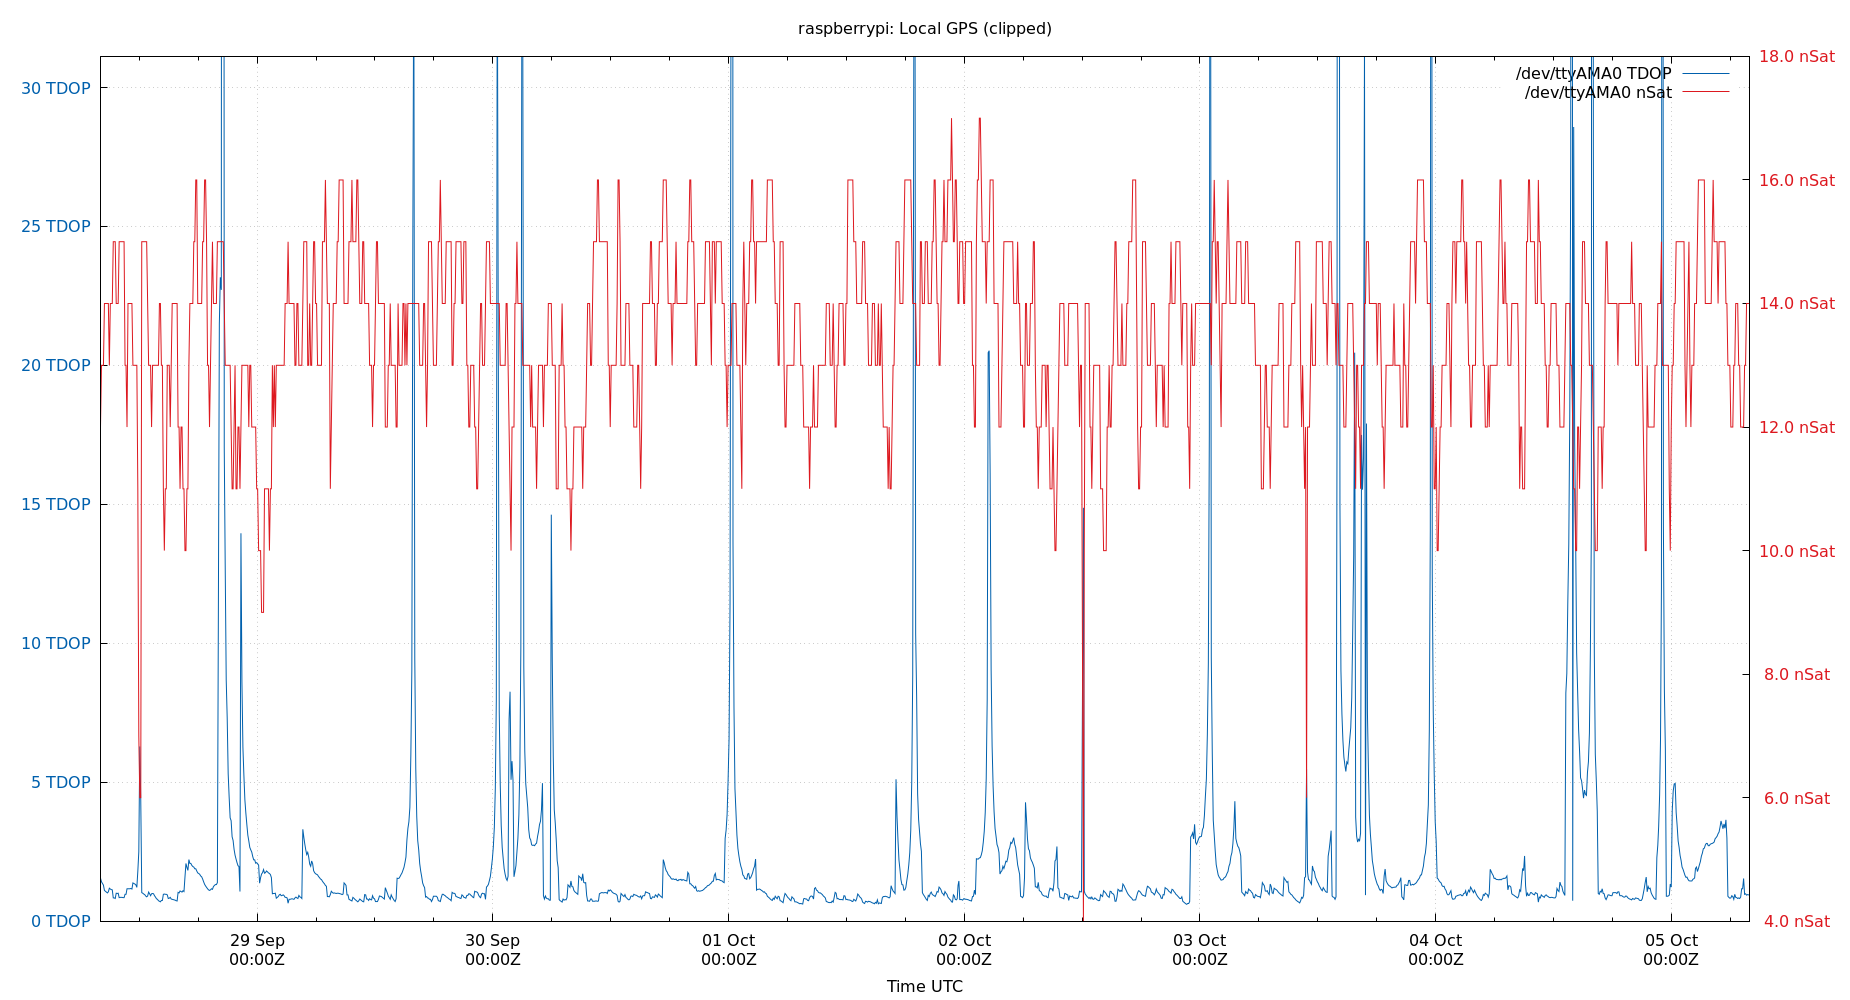 raspberrypi: Local GPS (clipped)
18.0 nSat
/dev/ttyAMA0 TDOP
30 TDOP
/dev/ttyAMA0 nSat
16.0 nSat
25 TDOP
14.0 nSat
20 TDOP
12.0 nSat
15 TDOP
10.0 nSat
10 TDOP
8.0 nSat
5 TDOP
6.0 nSat
0 TDOP
4.0 nSat
29 Sep 30 Sep 01 Oct 02 Oct 03 Oct 04 Oct 05 Oct
00:00Z 00:00Z 00:00Z 00:00Z 00:00Z 00:00Z 00:00Z
Time UTC